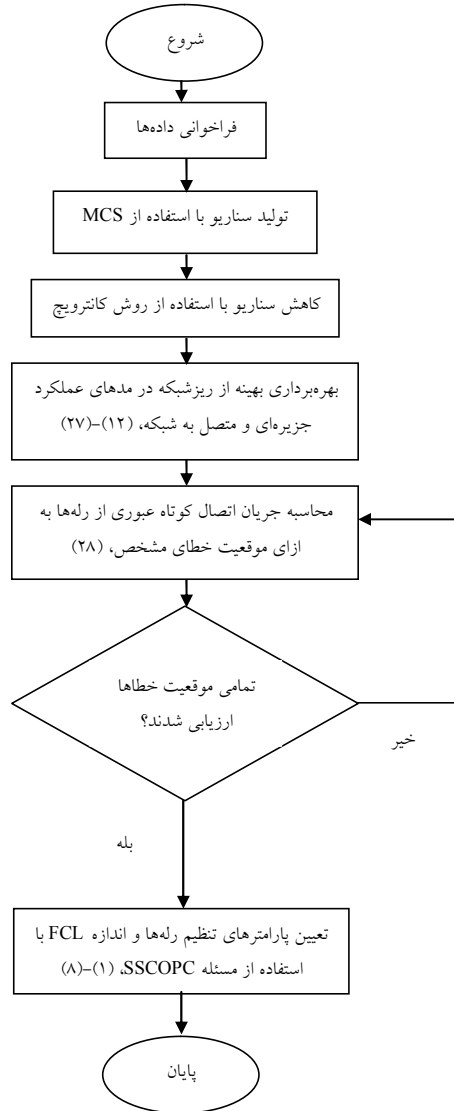 شروع
فراخوانی داده‌ها
تولید سناریو با استفاده از MCS
کاهش سناریو با استفاده از روش کانترویچ
بهره‌برداری بهینه از ریزشبکه در مدهای عملکرد
جزیره‌ای و متصل به شبکه، (۱۲)-(۲۷)
محاسبه جریان اتصال کوتاه عبوری از رله‌ها به
ازای موقعیت خطای مشخص، (۲۸)
تمامی موقعیت خطاها
ارزیابی شدند؟
خیر
بله
تعیین پارامترهای تنظیم رله‌ها و اندازه FCL با
استفاده از مسئله SSCOPC، (۱)-(۸)
پایان